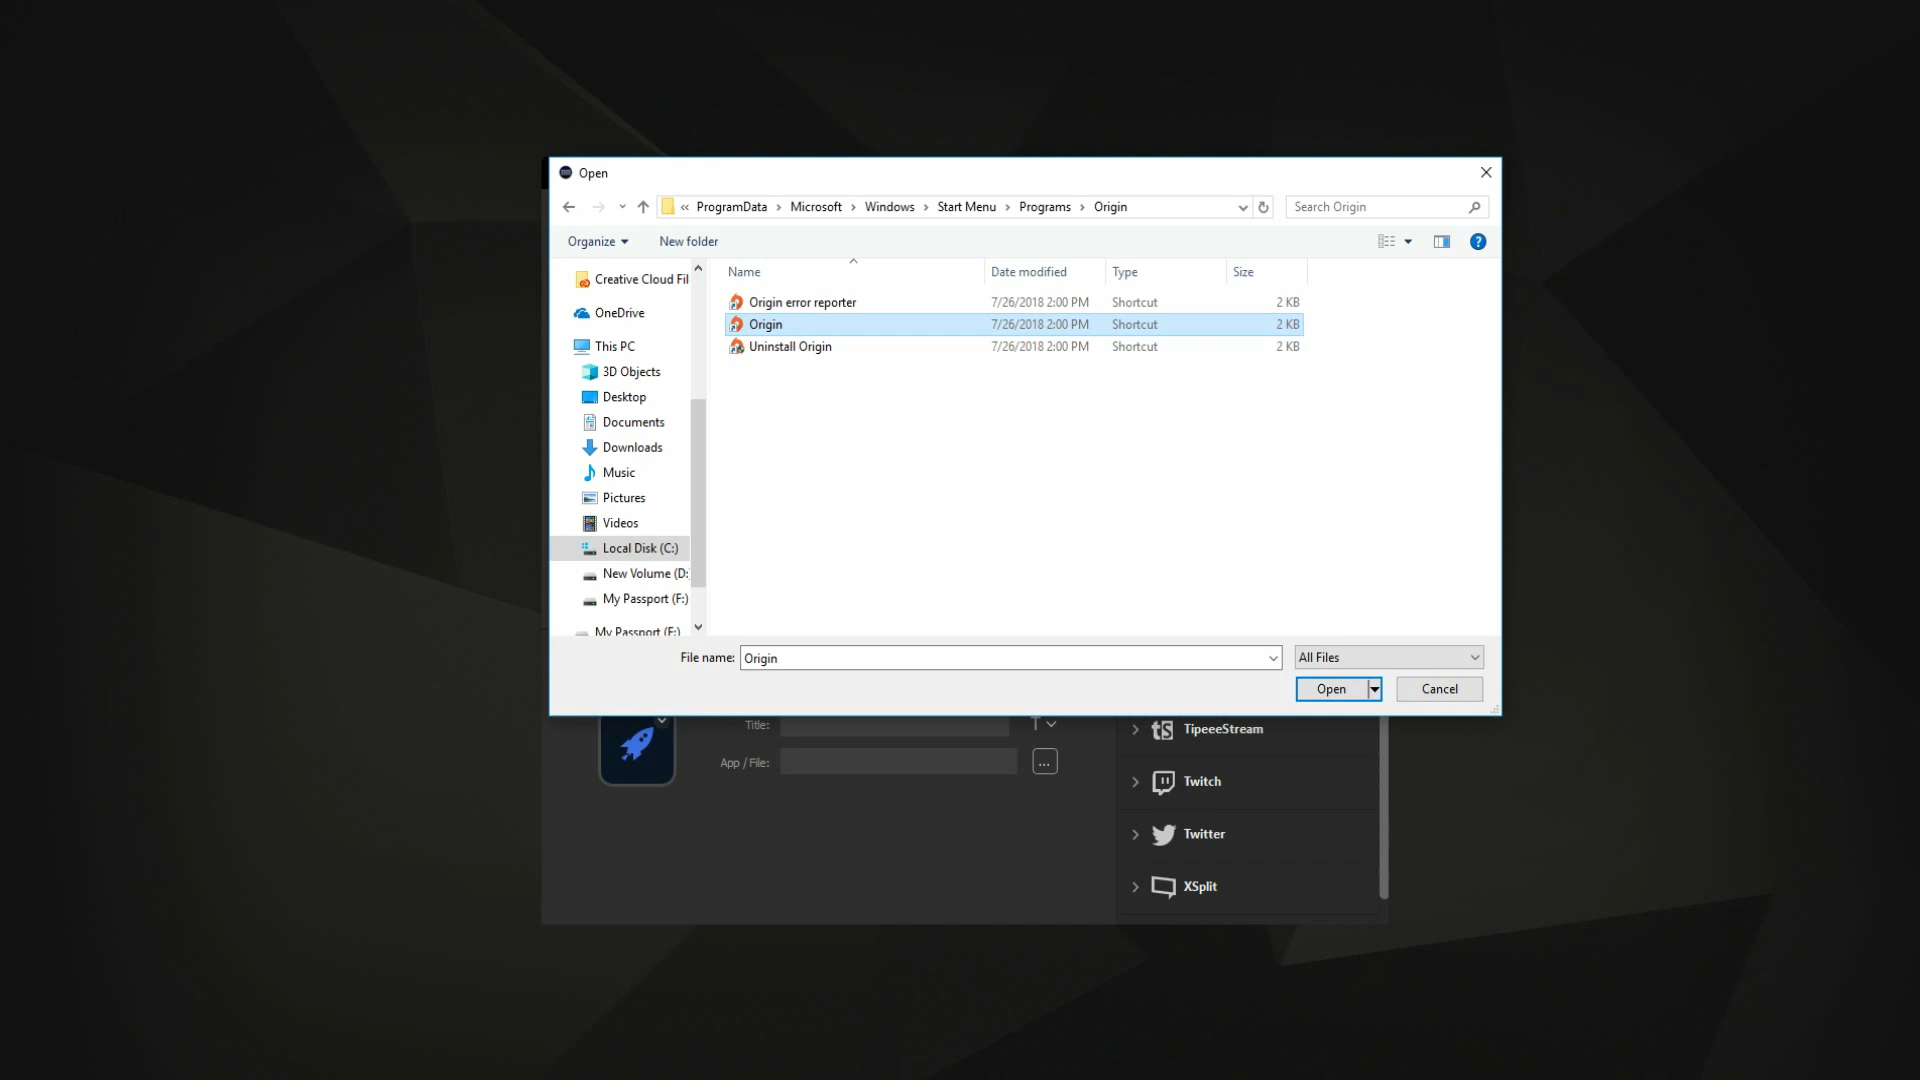 Open
« ProgramData › Microsoft › Windows › Start Menu › Programs › Origin
Search Origin
Organize
New folder
Name
Date modified
Type
Size
Creative Cloud Fil
OneDrive
This PC
3D Objects
Desktop
Documents
Downloads
Music
Pictures
Videos
Local Disk (C:)
New Volume (D:
My Passport (F:)
My Passport (F:)
Origin error reporter 7/26/2018 2:00 PM Shortcut 2 KB
Origin 7/26/2018 2:00 PM Shortcut 2 KB
Uninstall Origin 7/26/2018 2:00 PM Shortcut 2 KB
File name: Origin
All Files
Open
Cancel
Title:
T
App / File:
...
TipeeeStream
Twitch
Twitter
XSplit